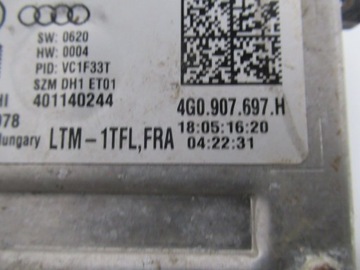 SW: 0620
HW: 0004
PID: VC1F33T
SZM DH1 ET01
HI 401140244
078
Hungary LTM-1TFL,FRA
4G0.907.697.H
18:05:16:20
04:22:31